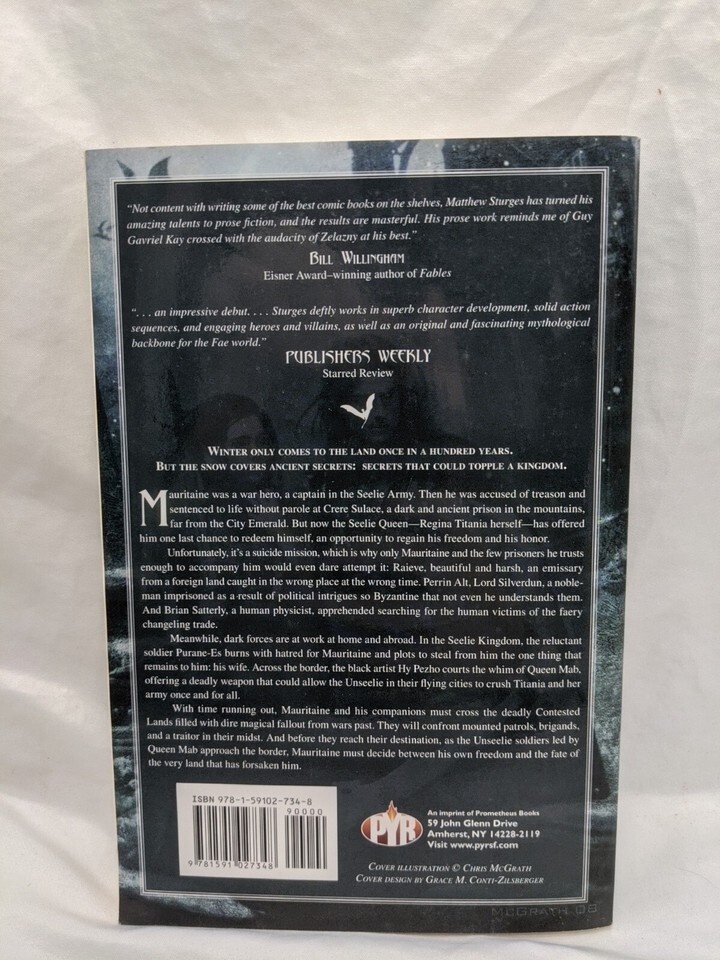 “Not content with writing some of the best comic books on the shelves, Matthew Sturges has turned his
amazing talents to prose fiction, and the results are masterful. His prose work reminds me of Guy
Gavriel Kay crossed with the audacity of Zelazny at his best.”
Bill Willingham
Eisner Award–winning author of Fables
“. . . an impressive debut. . . . Sturges deftly works in superb character development, solid action
sequences, and engaging heroes and villains, as well as an original and fascinating mythological
backbone for the Fae world.”
PUBLISHERS WEEKLY
Starred Review
WINTER ONLY COMES TO THE LAND ONCE IN A HUNDRED YEARS.
BUT THE SNOW COVERS ANCIENT SECRETS: SECRETS THAT COULD TOPPLE A KINGDOM.
Mauritaine was a war hero, a captain in the Seelie Army. Then he was accused of treason and
sentenced to life without parole at Crere Sulace, a dark and ancient prison in the mountains,
far from the City Emerald. But now the Seelie Queen—Regina Titania herself—has offered
him one last chance to redeem himself, an opportunity to regain his freedom and his honor.
Unfortunately, it's a suicide mission, which is why only Mauritaine and the few prisoners he trusts
enough to accompany him would even dare attempt it: Raieve, beautiful and harsh, an emissary
from a foreign land caught in the wrong place at the wrong time. Perrin Alt, Lord Silverdun, a noble-
man imprisoned as a result of political intrigues so Byzantine that not even he understands them.
And Brian Satterly, a human physicist, apprehended searching for the human victims of the faery
changeling trade.
Meanwhile, dark forces are at work at home and abroad. In the Seelie Kingdom, the reluctant
soldier Purane-Es burns with hatred for Mauritaine and plots to steal from him the one thing that
remains to him: his wife. Across the border, the black artist Hy Pezho courts the whim of Queen Mab,
offering a deadly weapon that could allow the Unseelie in their flying cities to crush Titania and her
army once and for all.
With time running out, Mauritaine and his companions must cross the deadly Contested
Lands filled with dire magical fallout from wars past. They will confront mounted patrols, brigands,
and a traitor in their midst. And before they reach their destination, as the Unseelie soldiers led by
Queen Mab approach the border, Mauritaine must decide between his own freedom and the fate of
the very land that has forsaken him.
ISBN 978-1-59102-734-8
90000
9 781591 027348
PYR
An imprint of Prometheus Books
59 John Glenn Drive
Amherst, NY 14228-2119
Visit www.pyrsf.com
COVER ILLUSTRATION © CHRIS MCGRATH
COVER DESIGN BY GRACE M. CONTI-ZILSBERGER
MCGRATH 08